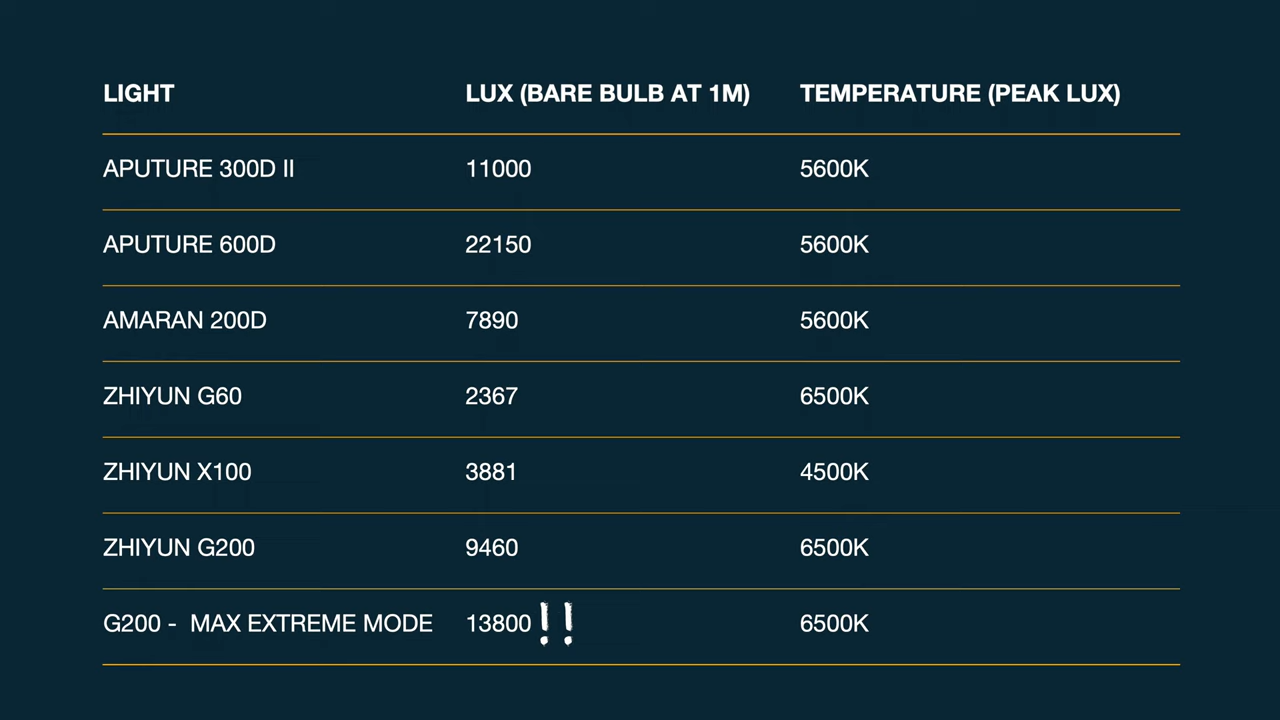 LIGHT LUX (BARE BULB AT 1M) TEMPERATURE (PEAK LUX)
APUTURE 300D II 11000 5600K
APUTURE 600D 22150 5600K
AMARAN 200D 7890 5600K
ZHIYUN G60 2367 6500K
ZHIYUN X100 3881 4500K
ZHIYUN G200 9460 6500K
G200 - MAX EXTREME MODE 13800!! 6500K